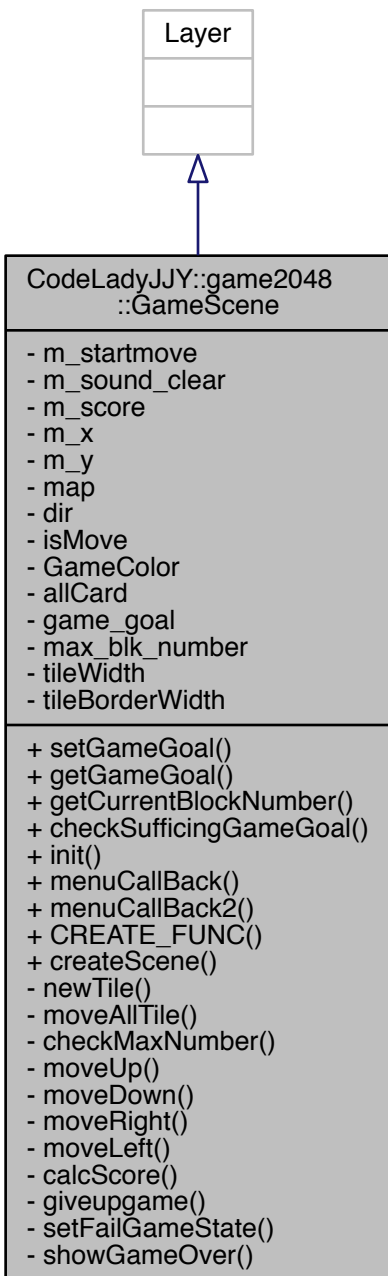 Layer
CodeLadyJJY::game2048
::GameScene
- m_startmove
- m_sound_clear
- m_score
- m_x
- m_y
- map
- dir
- isMove
- GameColor
- allCard
- game_goal
- max_blk_number
- tileWidth
- tileBorderWidth
+ setGameGoal()
+ getGameGoal()
+ getCurrentBlockNumber()
+ checkSufficingGameGoal()
+ init()
+ menuCallBack()
+ menuCallBack2()
+ CREATE_FUNC()
+ createScene()
- newTile()
- moveAllTile()
- checkMaxNumber()
- moveUp()
- moveDown()
- moveRight()
- moveLeft()
- calcScore()
- giveupgame()
- setFailGameState()
- showGameOver()